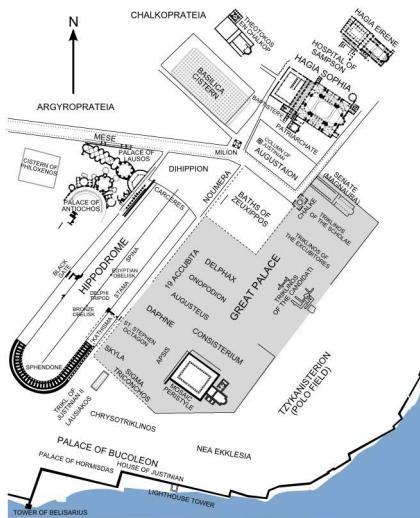 CHALKOPRATEIA
N
THEOTOKOS
EN CHALKOP.
HAGIA EIRENE
HOSPITAL OF
SAMPSON
HAGIA SOPHIA
BASILICA
CISTERN
ARGYROPRATEIA
BAPTISTERY
PATRIARCHATE
MESE
COLUMN OF
JUSTINIAN
AUGUSTAION
MILION
PALACE OF
LAUSOS
CISTERN OF
PHILOXENOS
DIHIPPION
SENATE
(MAGNAURA)
NOUMERA
BATHS OF
ZEUXIPPOS
CHALKE
PALACE OF
ANTIOCHOS
CARCERES
TRIKLINOS
OF THE SCHOLAE
TRIKLINOS OF
THE EXCUBITORES
BLACK
GATE
HIPPODROME
SPINA
EGYPTIAN
OBELISK
STAMA
DELPHI
TRIPOD
BRONZE
OBELISK
19 ACCUBITA
DELPHAX
ONOPODION
AUGUSTEUS
DAPHNE
CONSISTERIUM
GREAT PALACE
TRIKLINOS
OF THE CANDIDATI
KATHISMA
ST. STEPHEN
OCTAGON
SPHENDONE
SKYLA
SIGMA
TRICONCHOS
APSIS
MOSAIC
PERISTYLE
TZYKANISTERION
(POLO FIELD)
TRIKL. OF
JUSTINIAN II
LAUSIAKOS
CHRYSOTRIKLINOS
NEA EKKLESIA
PALACE OF BUCOLEON
PALACE OF HORMISDAS
HOUSE OF JUSTINIAN
LIGHTHOUSE TOWER
TOWER OF BELISARIUS